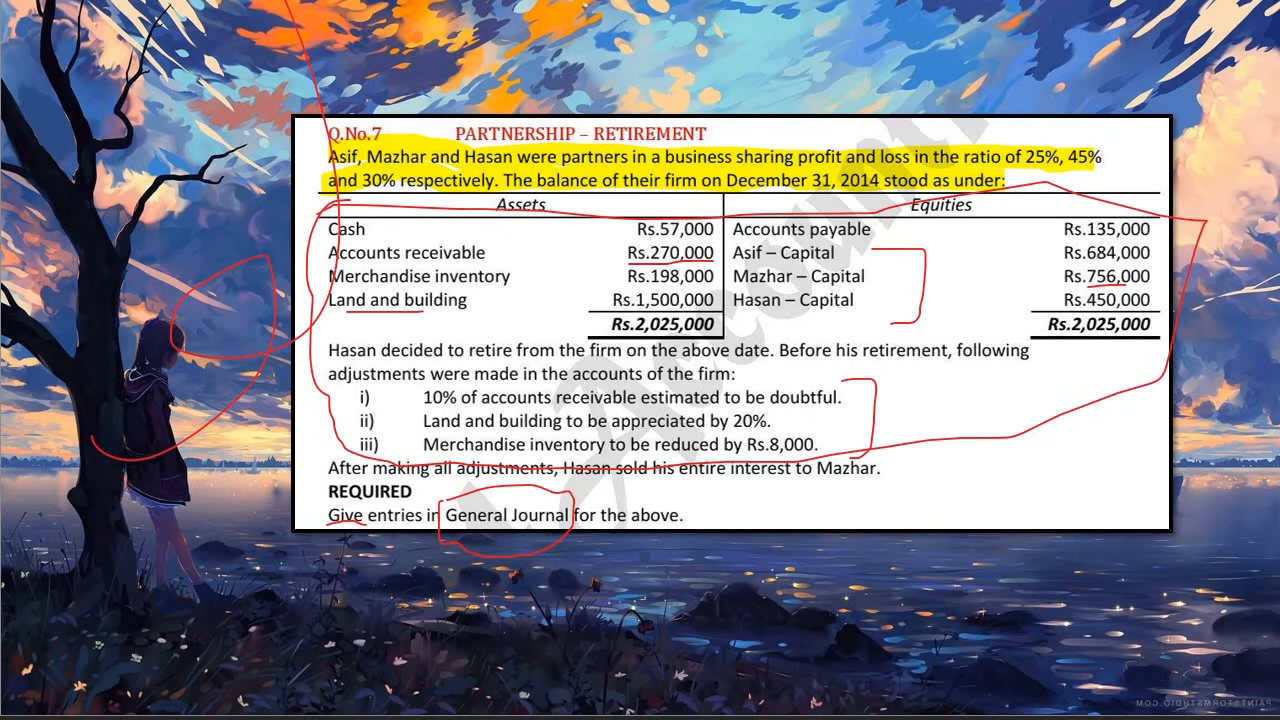 Q.No.7 PARTNERSHIP – RETIREMENT
Asif, Mazhar and Hasan were partners in a business sharing profit and loss in the ratio of 25%, 45%
and 30% respectively. The balance of their firm on December 31, 2014 stood as under:
Assets Equities
Cash Rs.57,000 Accounts payable Rs.135,000
Accounts receivable Rs.270,000 Asif – Capital Rs.684,000
Merchandise inventory Rs.198,000 Mazhar – Capital Rs.756,000
Land and building Rs.1,500,000 Hasan – Capital Rs.450,000
Rs.2,025,000 Rs.2,025,000
Hasan decided to retire from the firm on the above date. Before his retirement, following
adjustments were made in the accounts of the firm:
i) 10% of accounts receivable estimated to be doubtful.
ii) Land and building to be appreciated by 20%.
iii) Merchandise inventory to be reduced by Rs.8,000.
After making all adjustments, Hasan sold his entire interest to Mazhar.
REQUIRED
Give entries in General Journal for the above.
PAINTSTORMSTUDIO.COM